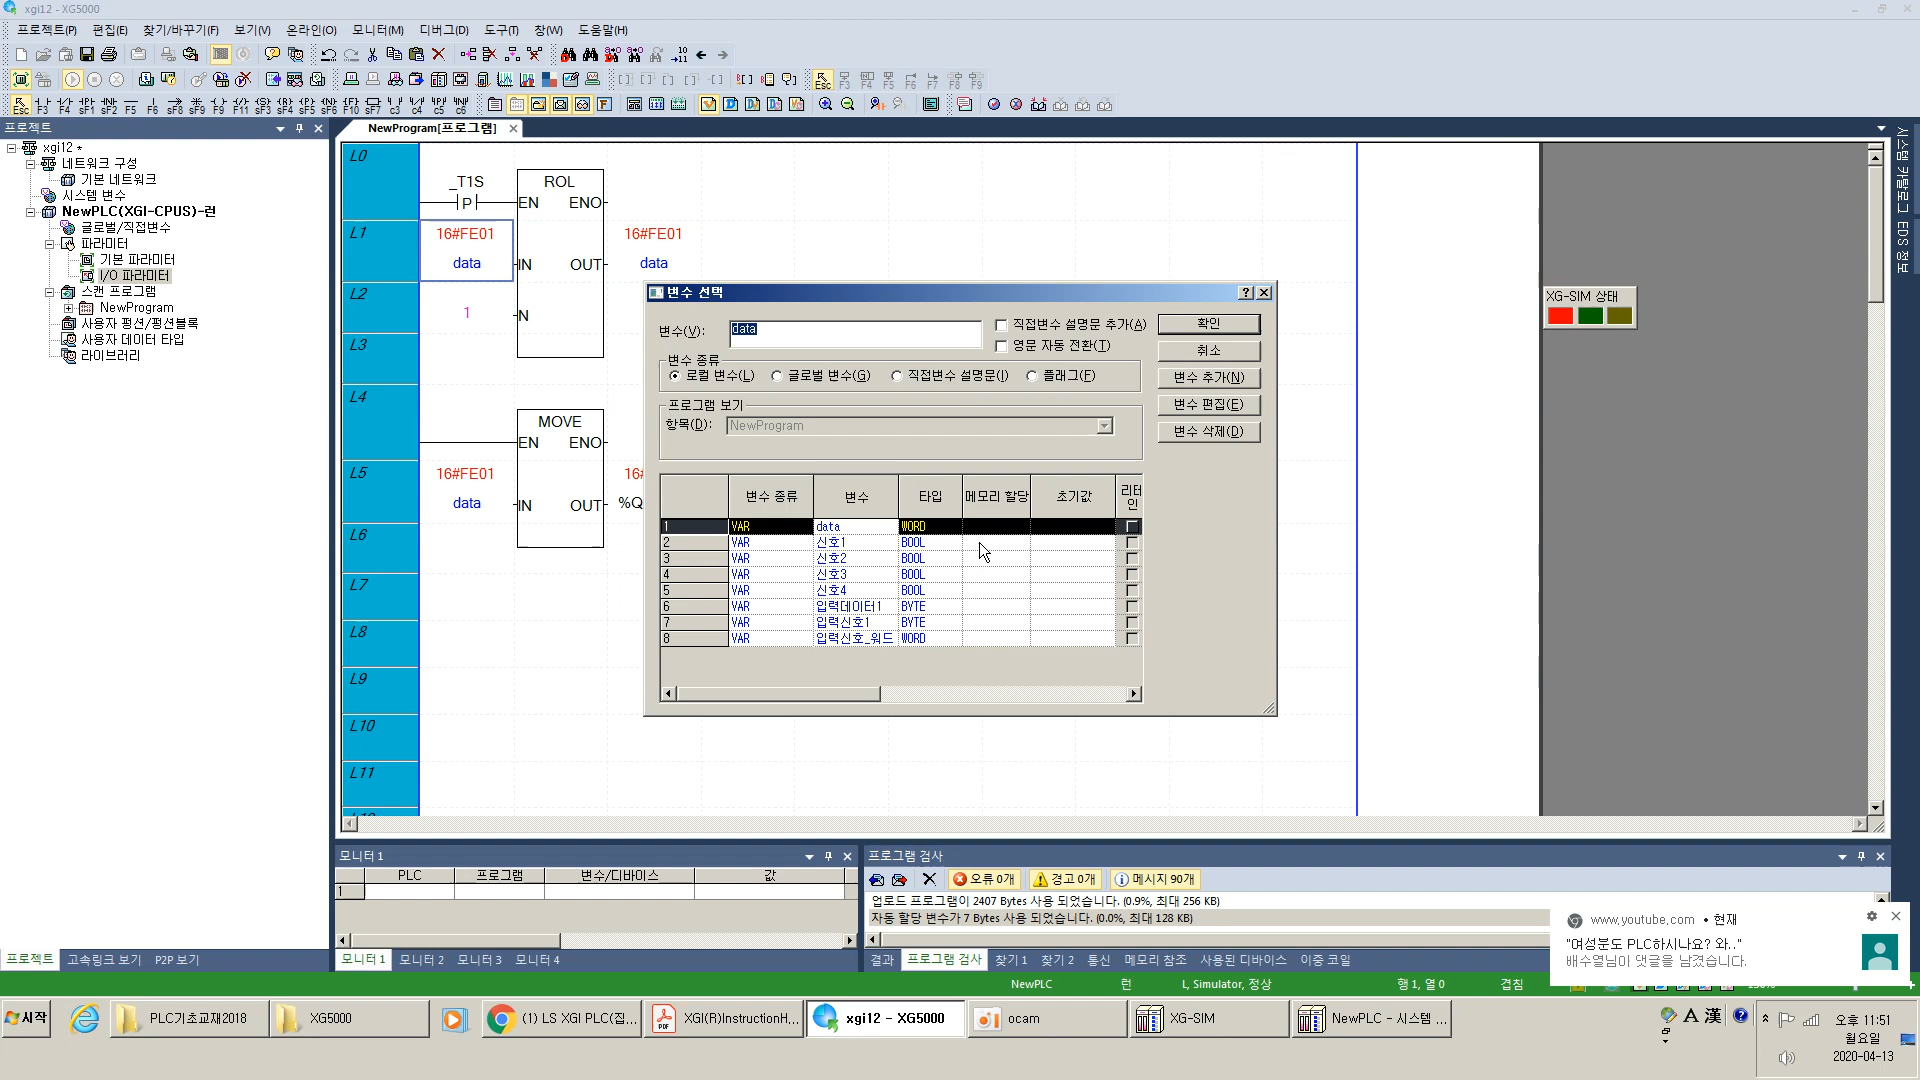 xgi12 - XG5000
프로젝트(P) 편집(E) 찾기/바꾸기(F) 보기(V) 온라인(O) 모니터(M) 디버그(D) 도구(T) 창(W) 도움말(H)
프로젝트
xgi12 *
네트워크 구성
기본 네트워크
시스템 변수
NewPLC(XGI-CPUS)-런
글로벌/직접변수
파라미터
기본 파라미터
I/O 파라미터
스캔 프로그램
NewProgram
사용자 펑션/펑션블록
사용자 데이터 타입
라이브러리
프로젝트 고속링크 보기 P2P 보기
NewProgram[프로그램]
L0
L1
L2
L3
L4
L5
L6
L7
L8
L9
L10
L11
_T1S
P
ROL
EN ENO
16#FE01 16#FE01
data IN OUT data
1 N
MOVE
EN ENO
16#FE01
data IN OUT %Q
변수 선택
변수(V): data
직접변수 설명문 추가(A)
영문 자동 전환(T)
확인
취소
변수 추가(N)
변수 편집(E)
변수 삭제(D)
변수 종류
로컬 변수(L) 글로벌 변수(G) 직접변수 설명문(I) 플래그(F)
프로그램 보기
항목(D): NewProgram
변수 종류 변수 타입 메모리 할당 초기값 리테인
1 VAR data WORD
2 VAR 신호1 BOOL
3 VAR 신호2 BOOL
4 VAR 신호3 BOOL
5 VAR 신호4 BOOL
6 VAR 입력데이터1 BYTE
7 VAR 입력신호1 BYTE
8 VAR 입력신호_워드 WORD
XG-SIM 상태
시스템 카탈로그 EDS 정보
모니터 1
PLC 프로그램 변수/디바이스 값
1
모니터 1 모니터 2 모니터 3 모니터 4
프로그램 검사
오류 0개 경고 0개 메시지 90개
업로드 프로그램이 2407 Bytes 사용 되었습니다. (0.9%, 최대 256 KB)
자동 할당 변수가 7 Bytes 사용 되었습니다. (0.0%, 최대 128 KB)
결과 프로그램 검사 찾기 1 찾기 2 통신 메모리 참조 사용된 디바이스 이중 코일
www.youtube.com • 현재
"여성분도 PLC하시나요? 와.."
배수열님이 댓글을 남겼습니다.
NewPLC 런 L, Simulator, 정상 행 1, 열 0 겹침
시작 PLC기초교재2018 XG5000 (1) LS XGI PLC(집... XGI(R)InstructionH... xgi12 - XG5000 ocam XG-SIM NewPLC - 시스템 ...
A 漢
오후 11:51
월요일
2020-04-13